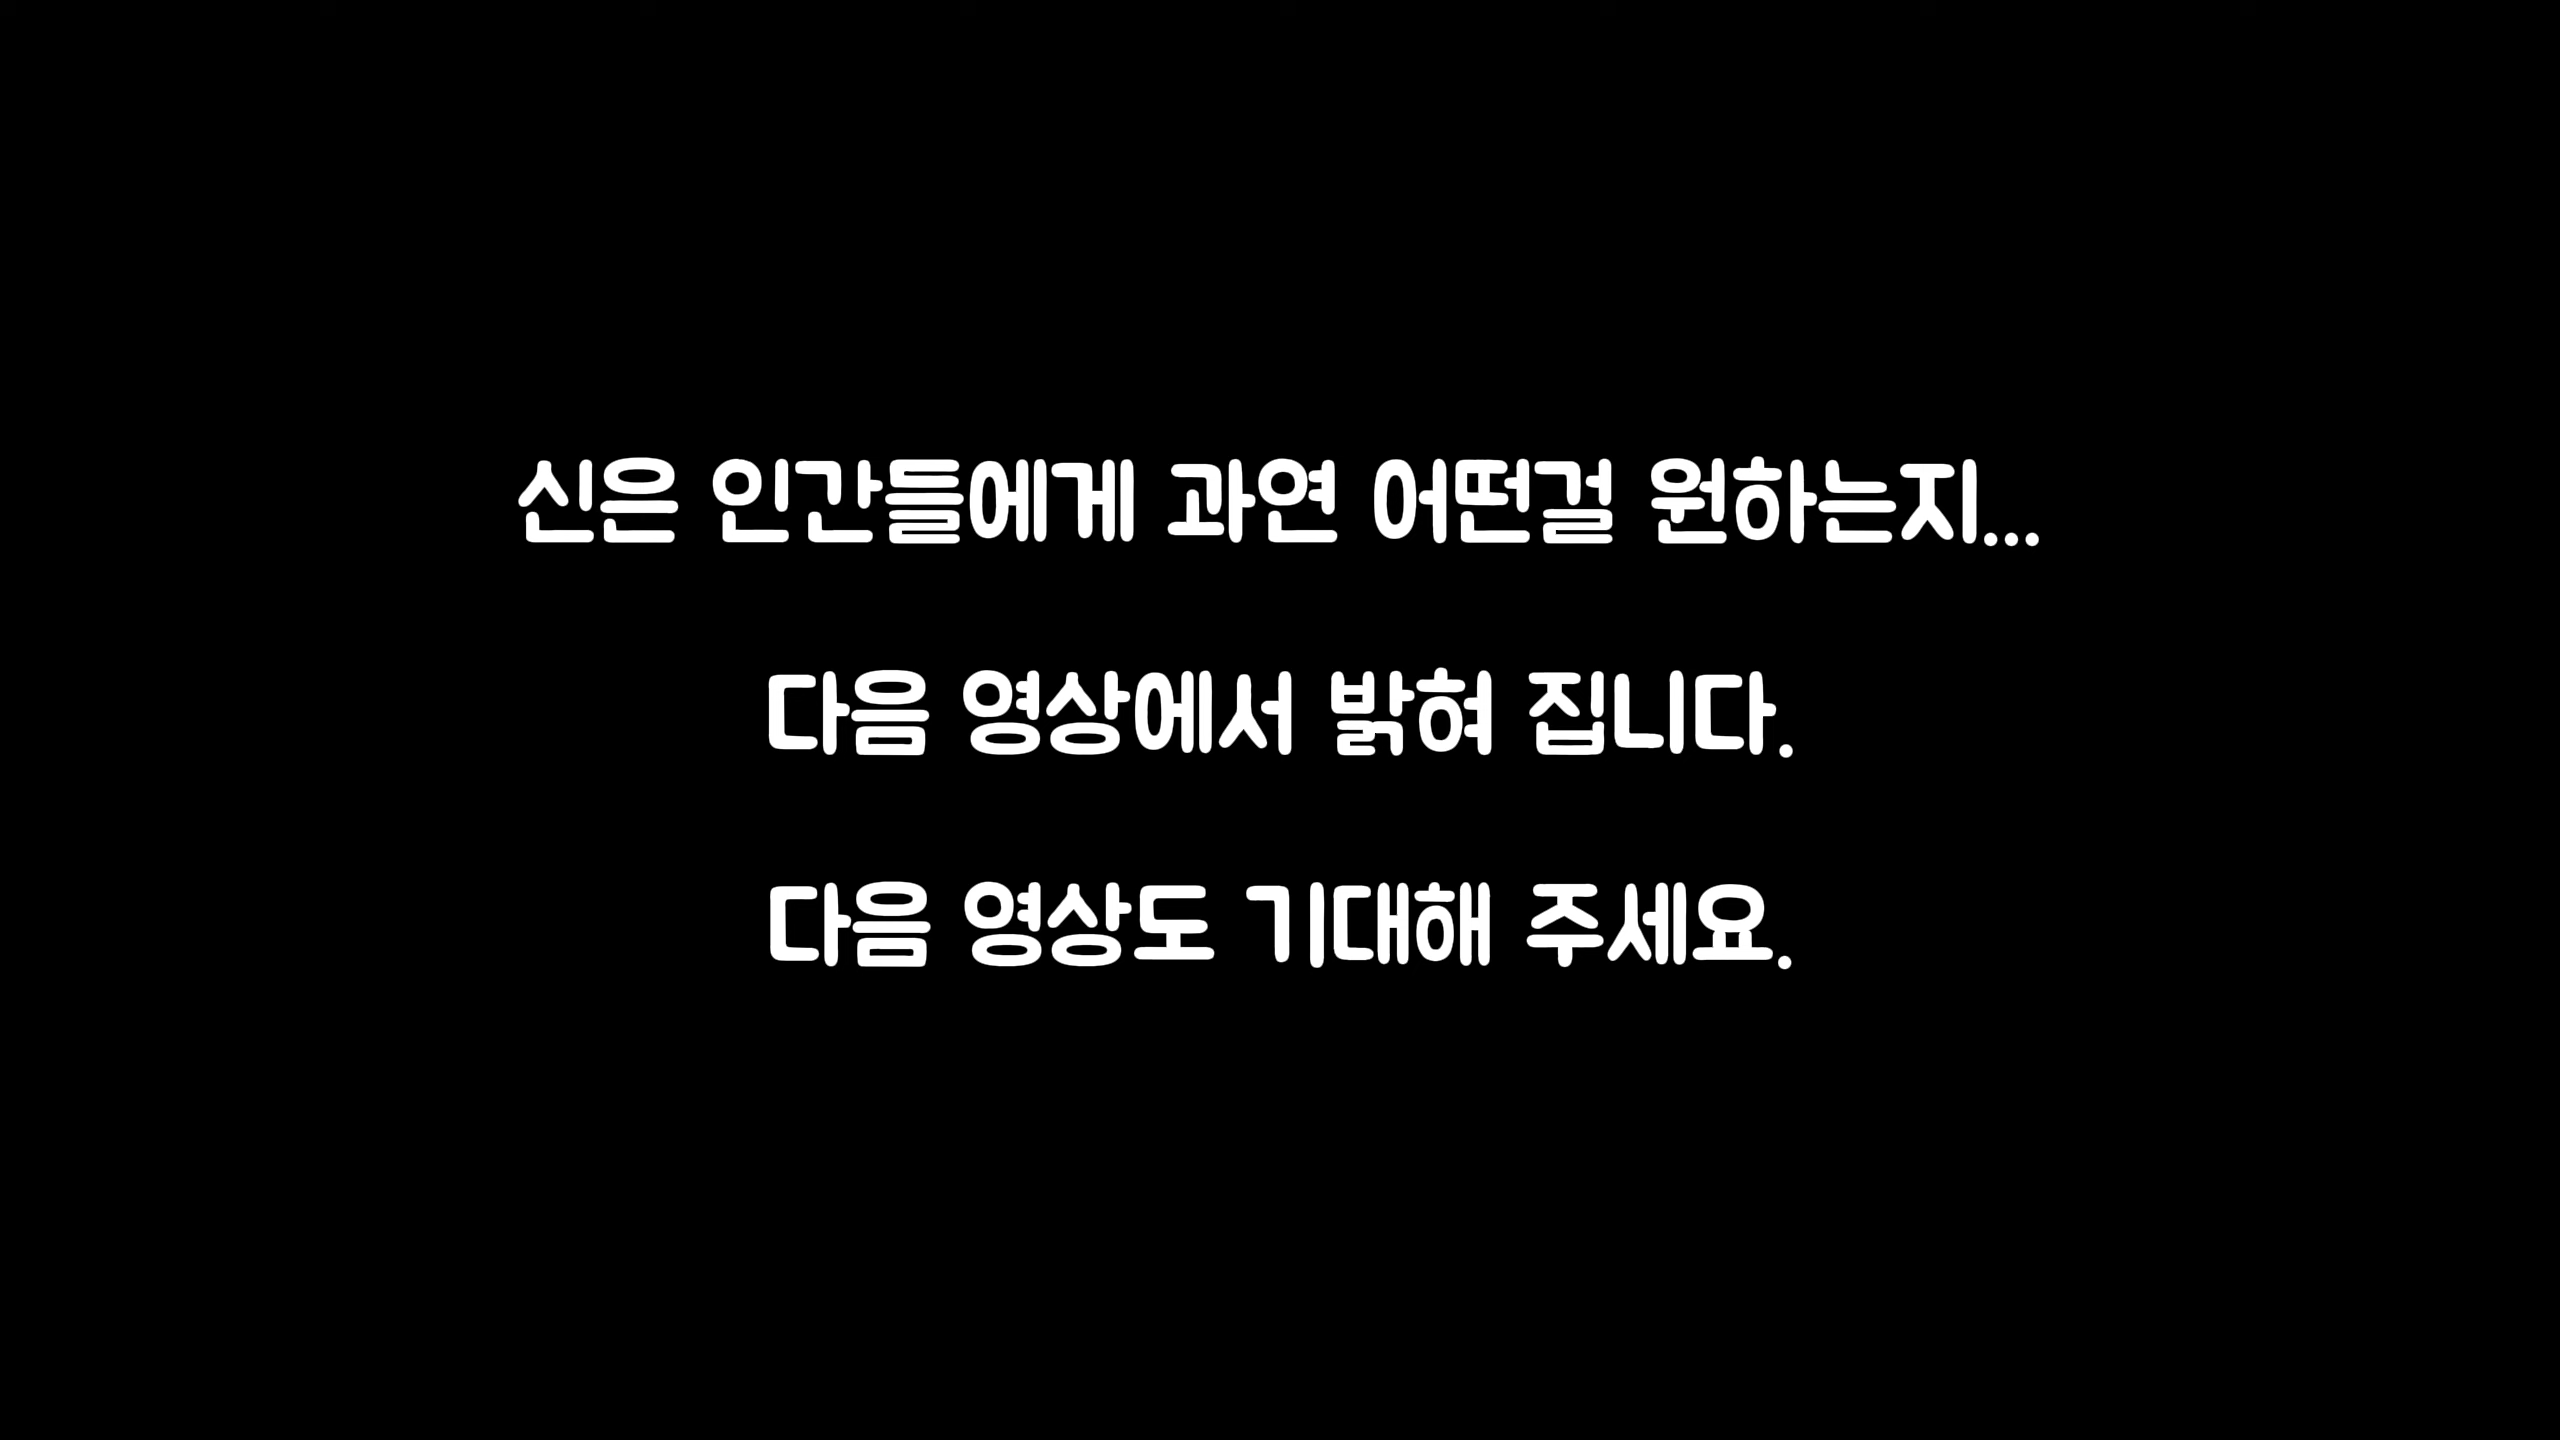 신은 인간들에게 과연 어떤걸 원하는지...
다음 영상에서 밝혀 집니다.
다음 영상도 기대해 주세요.